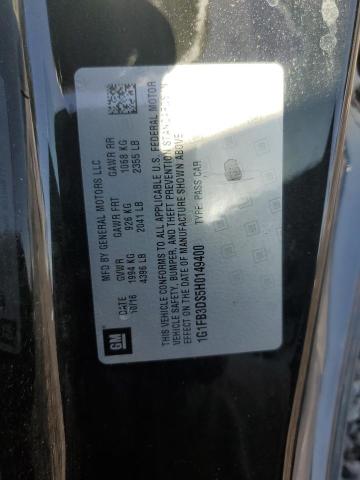 GM
MFD BY GENERAL MOTORS LLC
DATE GVWR GAWR FRT GAWR RR
10/16 1994 KG 926 KG 1068 KG
4396 LB 2041 LB 2355 LB
THIS VEHICLE CONFORMS TO ALL APPLICABLE U.S. FEDERAL MOTOR
VEHICLE SAFETY, BUMPER, AND THEFT PREVENTION STANDARDS IN
EFFECT ON THE DATE OF MANUFACTURE SHOWN ABOVE.
1G1FB3DS5H0149400 TYPE: PASS CAR